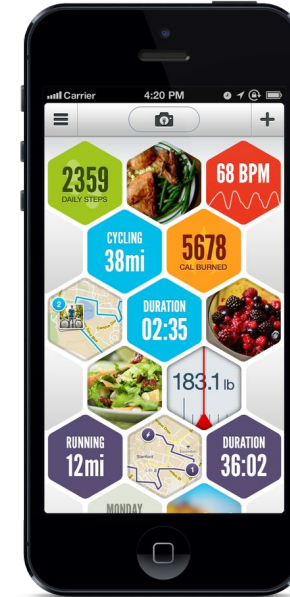 Carrier
4:20 PM
2359
DAILY STEPS
68 BPM
CYCLING
38mi
5678
CAL BURNED
2
DURATION
02:35
183.1 lb
RUNNING
12mi
Stanford
1
DURATION
36:02
MONDAY